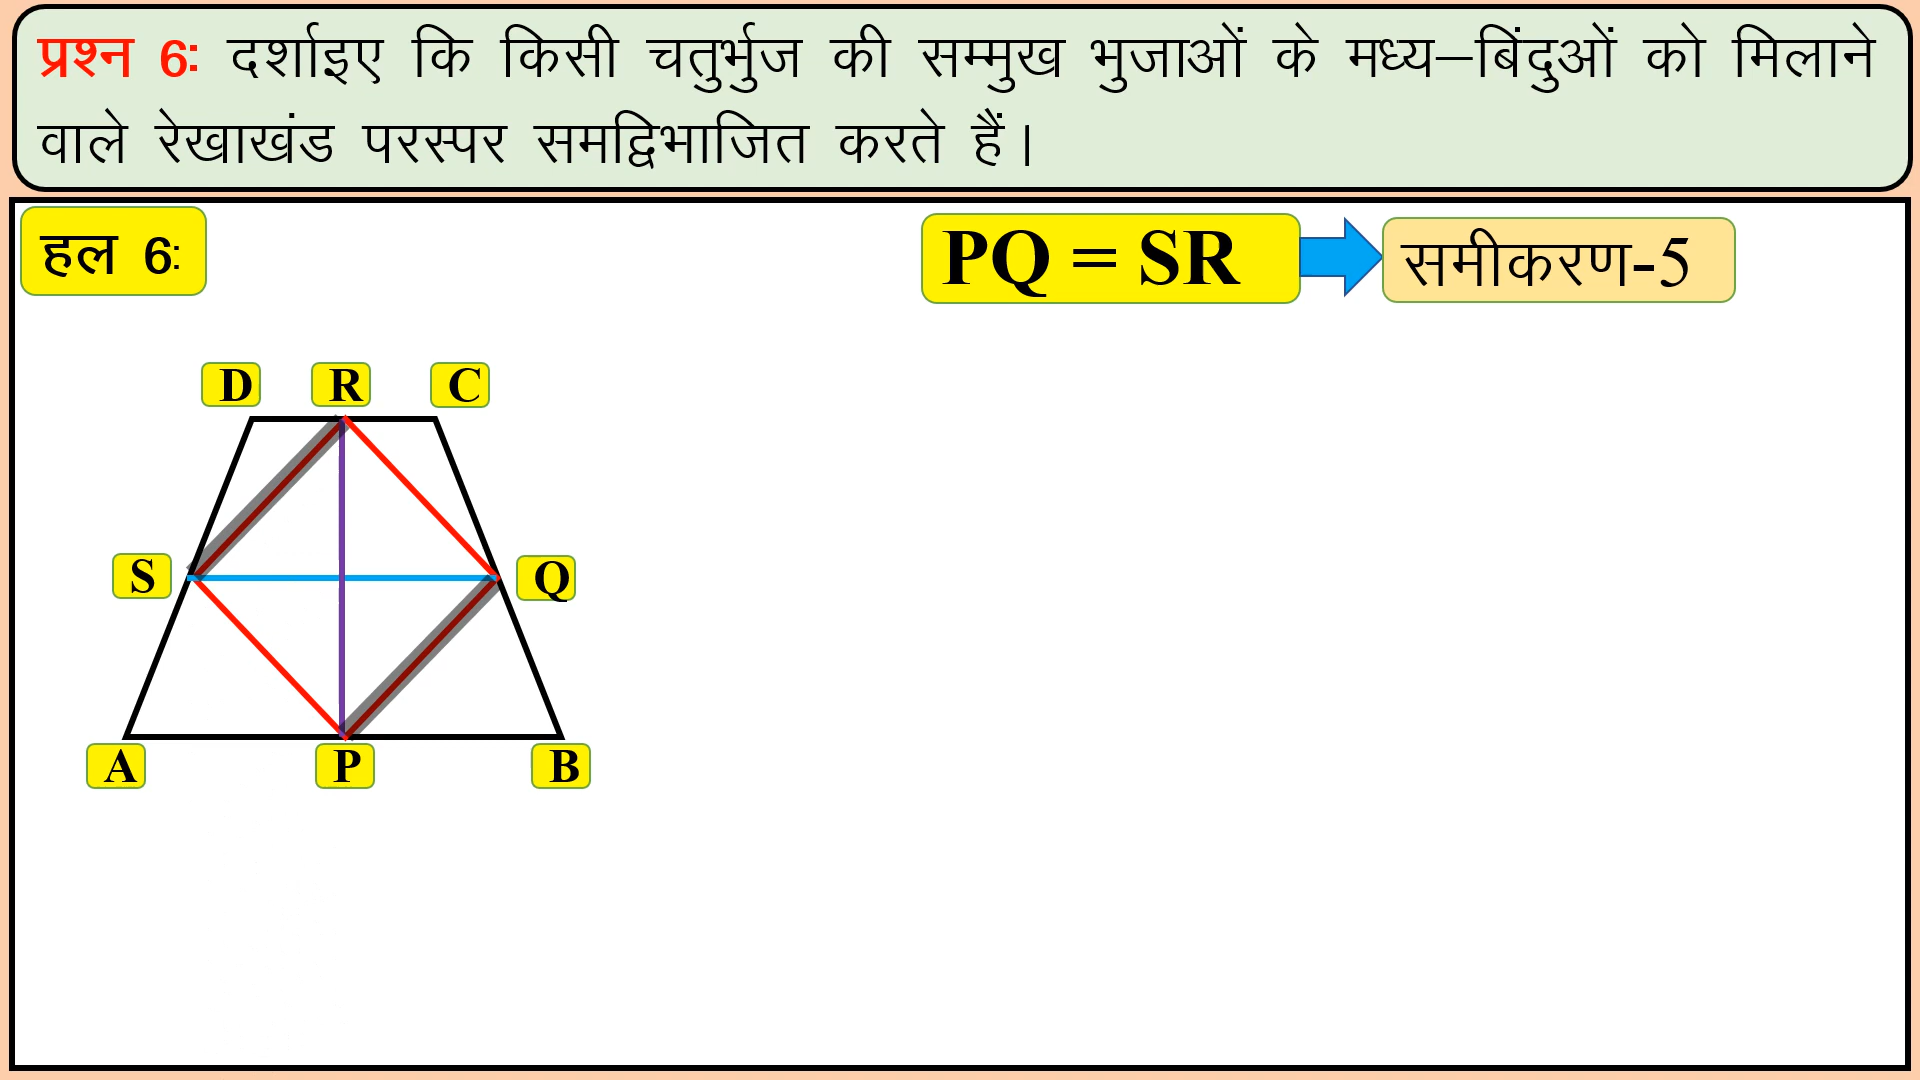 प्रश्न 6: दर्शाइए कि किसी चतुर्भुज की सम्मुख भुजाओं के मध्य–बिंदुओं को मिलाने
वाले रेखाखंड परस्पर समद्विभाजित करते हैं।
हल 6:
PQ = SR
समीकरण-5
D R C
S Q
A P B